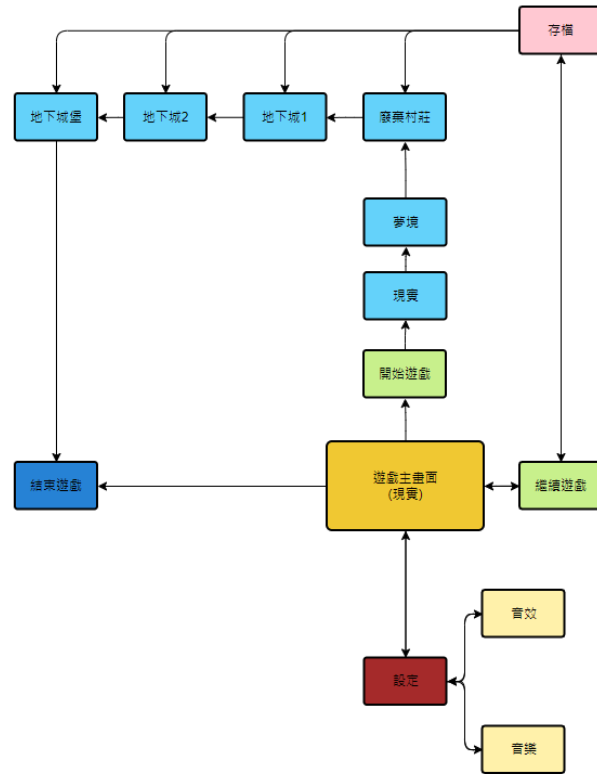 存檔
地下城堡
地下城2
地下城1
廢棄村莊
夢境
現實
開始遊戲
結束遊戲
遊戲主畫面
(現實)
繼續遊戲
音效
設定
音樂